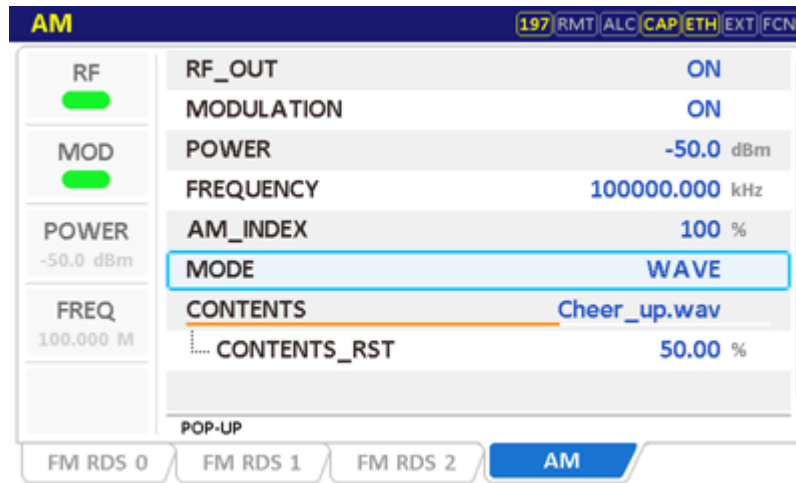 AM 197 RMT ALC CAP ETH EXT FCN
RF RF_OUT ON
MODULATION ON
MOD POWER -50.0 dBm
FREQUENCY 100000.000 kHz
POWER AM_INDEX 100 %
-50.0 dBm
MODE WAVE
FREQ CONTENTS Cheer_up.wav
100.000 M CONTENTS_RST 50.00 %
POP-UP
FM RDS 0 FM RDS 1 FM RDS 2 AM